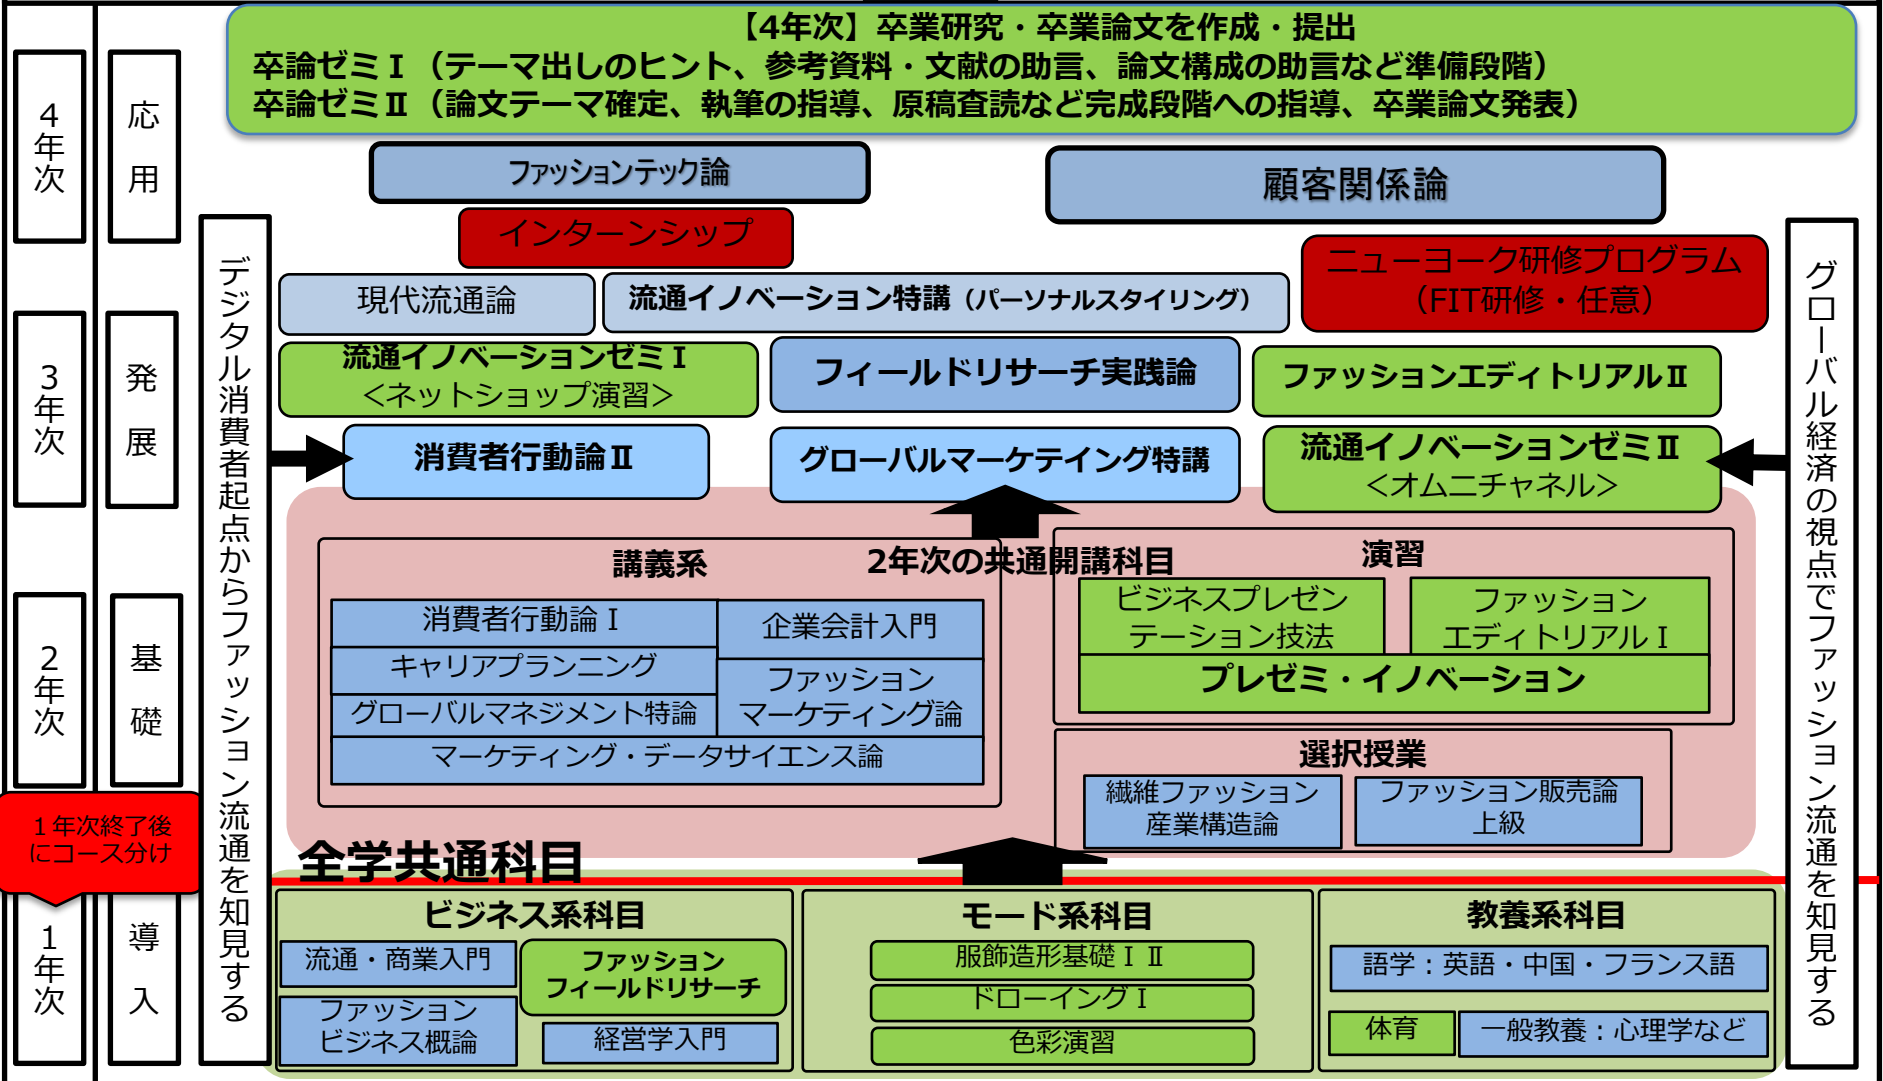 【4年次】卒業研究・卒業論文を作成・提出
卒論ゼミⅠ（テーマ出しのヒント、参考資料・文献の助言、論文構成の助言など準備段階）
卒論ゼミⅡ（論文テーマ確定、執筆の指導、原稿査読など完成段階への指導、卒業論文発表）
4年次
応用
ファッションテック論
顧客関係論
インターンシップ
ニューヨーク研修プログラム
（FIT研修・任意）
デジタル消費者起点からファッション流通を知見する
グローバル経済の視点でファッション流通を知見する
3年次
発展
現代流通論
流通イノベーション特講（パーソナルスタイリング）
流通イノベーションゼミⅠ
＜ネットショップ演習＞
フィールドリサーチ実践論
ファッションエディトリアルⅡ
消費者行動論Ⅱ
グローバルマーケテイング特講
流通イノベーションゼミⅡ
＜オムニチャネル＞
2年次
基礎
2年次の共通開講科目
講義系
消費者行動論Ⅰ
企業会計入門
キャリアプランニング
ファッション
マーケティング論
グローバルマネジメント特論
マーケティング・データサイエンス論
演習
ビジネスプレゼン
テーション技法
ファッション
エディトリアルⅠ
プレゼミ・イノベーション
選択授業
繊維ファッション
産業構造論
ファッション販売論
上級
１年次終了後
にコース分け
全学共通科目
1年次
導入
ビジネス系科目
流通・商業入門
ファッション
フィールドリサーチ
ファッション
ビジネス概論
経営学入門
モード系科目
服飾造形基礎Ⅰ Ⅱ
ドローイングⅠ
色彩演習
教養系科目
語学：英語・中国・フランス語
体育
一般教養：心理学など